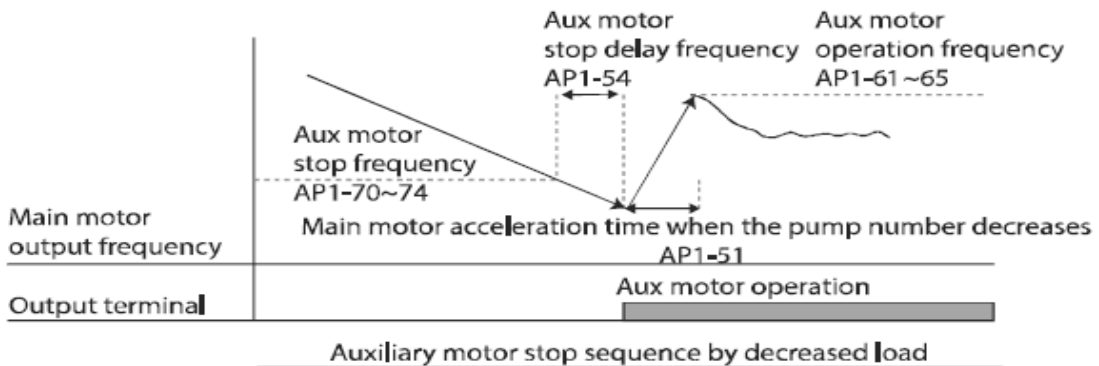 Aux motor
stop delay frequency
AP1-54
Aux motor
operation frequency
AP1-61~65
Aux motor
stop frequency
AP1-70~74
Main motor
output frequency
Main motor acceleration time when the pump number decreases
AP1-51
Output terminal
Aux motor operation
Auxiliary motor stop sequence by decreased load